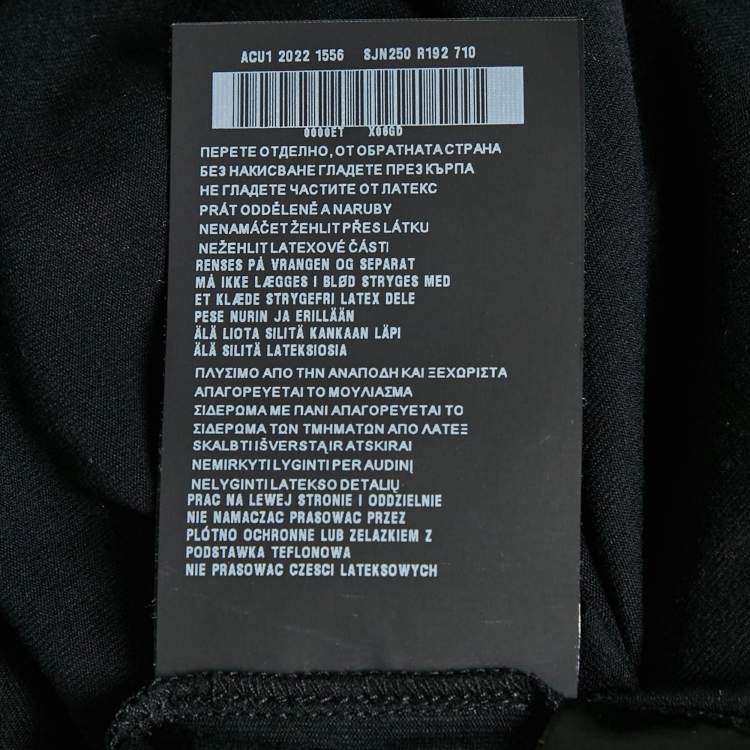 ACU1 2022 1556 SJN250 R192 710
0000ET X00GD
ПЕРЕТЕ ОТДЕЛНО, ОТ ОБРАТНАТА СТРАНА
БЕЗ НАКИСВАНЕ ГЛАДЕТЕ ПРЕЗ КЪРПА
НЕ ГЛАДЕТЕ ЧАСТИТЕ ОТ ЛАТЕКС
PRÁT ODDĚLENĚ A NARUBY
NENAMÁČET ŽEHLIT PŘES LÁTKU
NEŽEHLIT LATEXOVÉ ČÁSTI
RENSES PÅ VRANGEN OG SEPARAT
MÅ IKKE LÆGGES I BLØD STRYGES MED
ET KLÆDE STRYGEFRI LATEX DELE
PESE NURIN JA ERILLÄÄN
ÄLÄ LIOTA SILITÄ KANKAAN LÄPI
ÄLÄ SILITÄ LATEKSIOSIA
ΠΛΥΣΙΜΟ ΑΠΟ ΤΗΝ ΑΝΑΠΟΔΗ ΚΑΙ ΞΕΧΩΡΙΣΤΑ
ΑΠΑΓΟΡΕΥΕΤΑΙ ΤΟ ΜΟΥΛΙΑΣΜΑ
ΣΙΔΕΡΩΜΑ ΜΕ ΠΑΝΙ ΑΠΑΓΟΡΕΥΕΤΑΙ ΤΟ
ΣΙΔΕΡΩΜΑ ΤΩΝ ΤΜΗΜΑΤΩΝ ΑΠΟ ΛΑΤΕΞ
SKALBTI IŠVERSTĄ IR ATSKIRAI
NEMIRKYTI LYGINTI PER AUDINĮ
NELYGINTI LATEKSO DETALIŲ
PRAC NA LEWEJ STRONIE I ODDZIELNIE
NIE NAMACZAC PRASOWAC PRZEZ
PLÓTNO OCHRONNE LUB ZELAZKIEM Z
PODSTAWKA TEFLONOWA
NIE PRASOWAC CZESCI LATEKSOWYCH